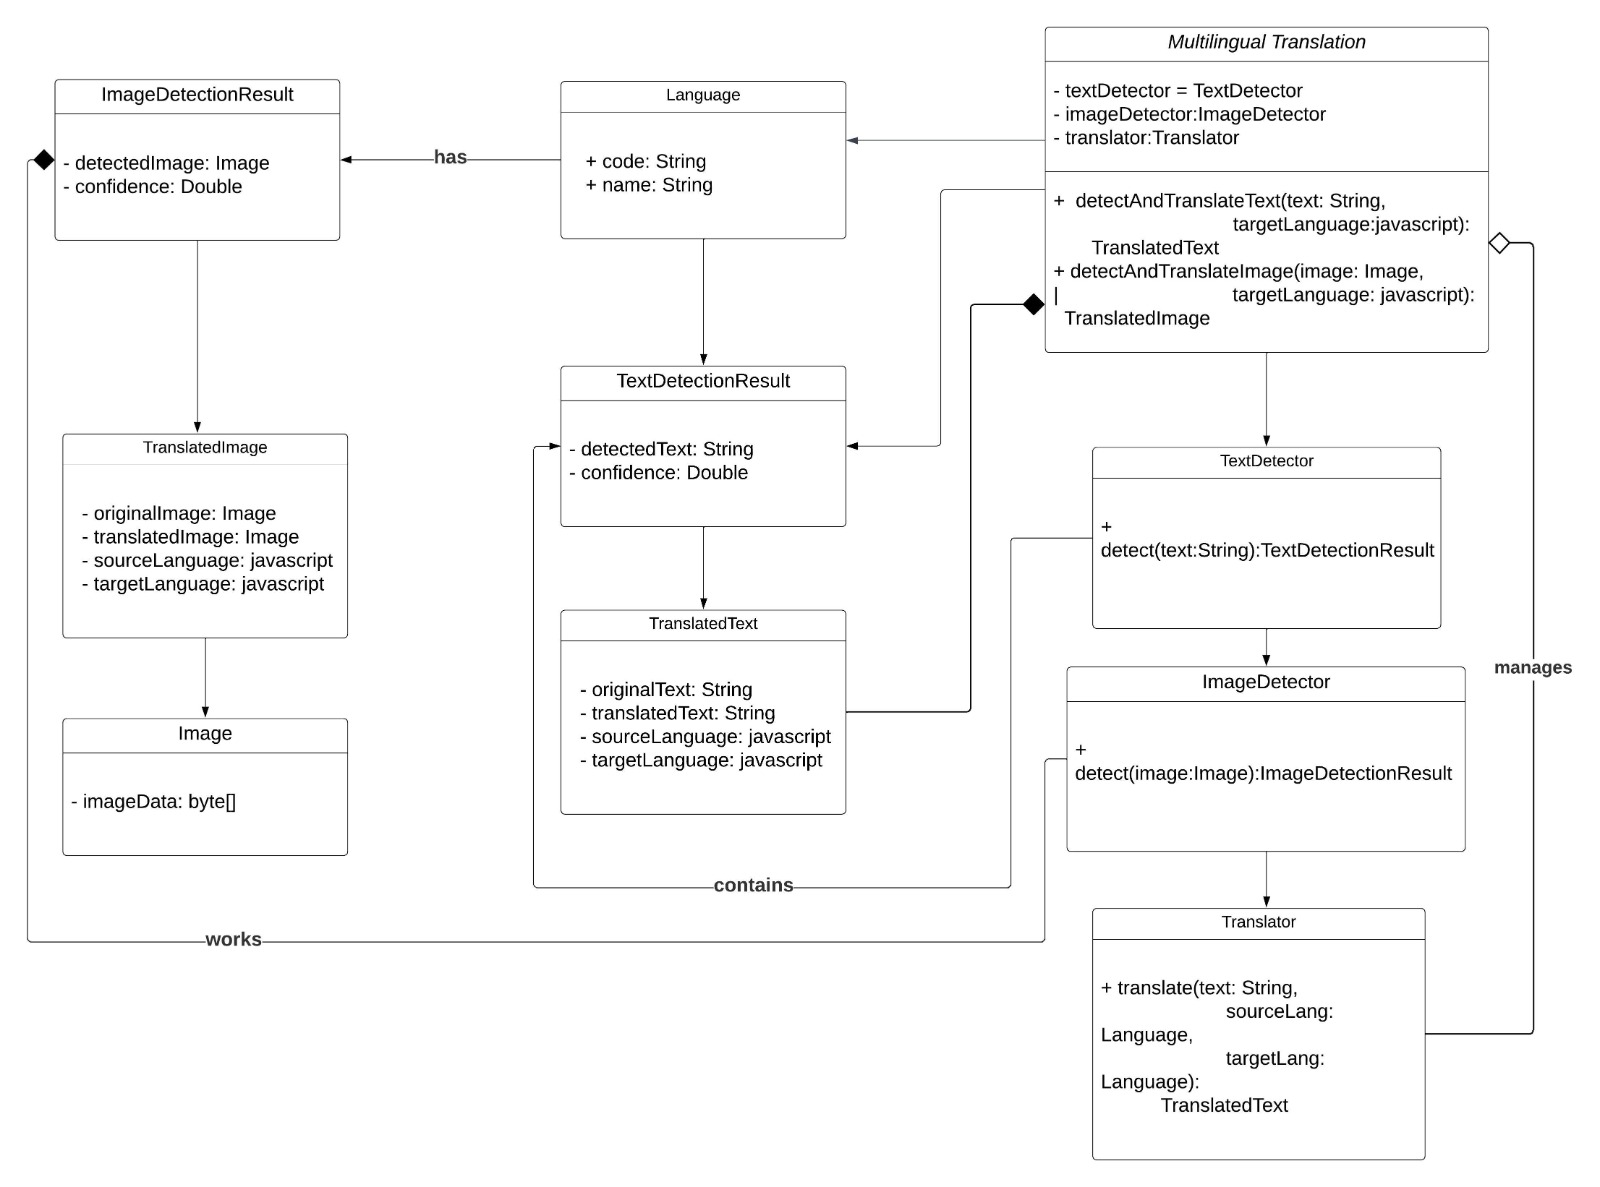 Multilingual Translation
- textDetector = TextDetector
- imageDetector:ImageDetector
- translator:Translator
+ detectAndTranslateText(text: String,
targetLanguage:javascript):
TranslatedText
+ detectAndTranslateImage(image: Image,
| targetLanguage: javascript):
TranslatedImage
ImageDetectionResult
- detectedImage: Image
- confidence: Double
has
Language
+ code: String
+ name: String
TextDetectionResult
- detectedText: String
- confidence: Double
TranslatedImage
- originalImage: Image
- translatedImage: Image
- sourceLanguage: javascript
- targetLanguage: javascript
TextDetector
+
detect(text:String):TextDetectionResult
TranslatedText
- originalText: String
- translatedText: String
- sourceLanguage: javascript
- targetLanguage: javascript
manages
ImageDetector
+
detect(image:Image):ImageDetectionResult
Image
- imageData: byte[]
contains
works
Translator
+ translate(text: String,
sourceLang:
Language,
targetLang:
Language):
TranslatedText